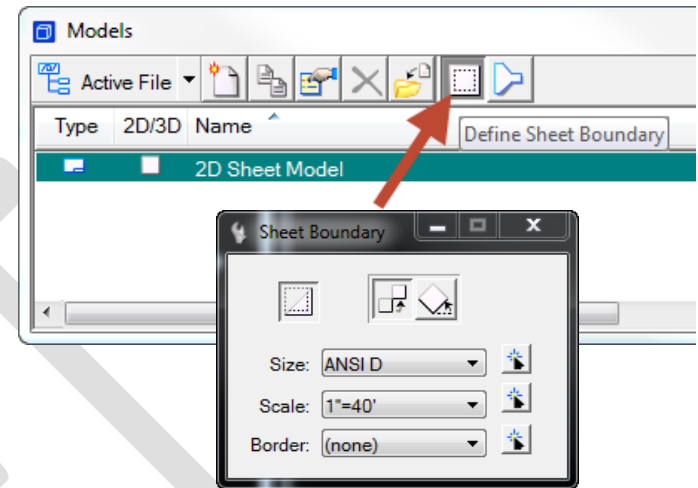 Models
Active File
Type 2D/3D Name
Define Sheet Boundary
2D Sheet Model
Sheet Boundary
Size: ANSI D
Scale: 1"=40'
Border: (none)